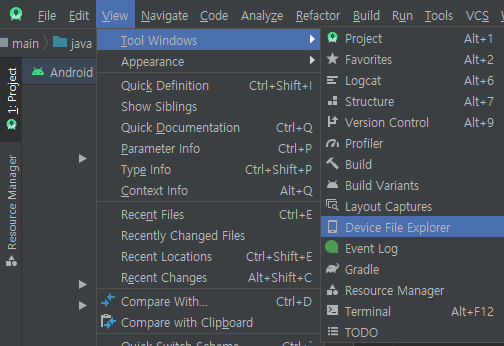 File Edit View Navigate Code Analyze Refactor Build Run Tools VCS
main java
Android
1: Project
Resource Manager
Tool Windows
Appearance
Quick Definition Ctrl+Shift+I
Show Siblings
Quick Documentation Ctrl+Q
Parameter Info Ctrl+P
Type Info Ctrl+Shift+P
Context Info Alt+Q
Recent Files Ctrl+E
Recently Changed Files
Recent Locations Ctrl+Shift+E
Recent Changes Alt+Shift+C
Compare With... Ctrl+D
Compare with Clipboard
Quick Switch Scheme Ctrl+`
Project Alt+1
Favorites Alt+2
Logcat Alt+6
Structure Alt+7
Version Control Alt+9
Profiler
Build
Build Variants
Layout Captures
Device File Explorer
Event Log
Gradle
Resource Manager
Terminal Alt+F12
TODO